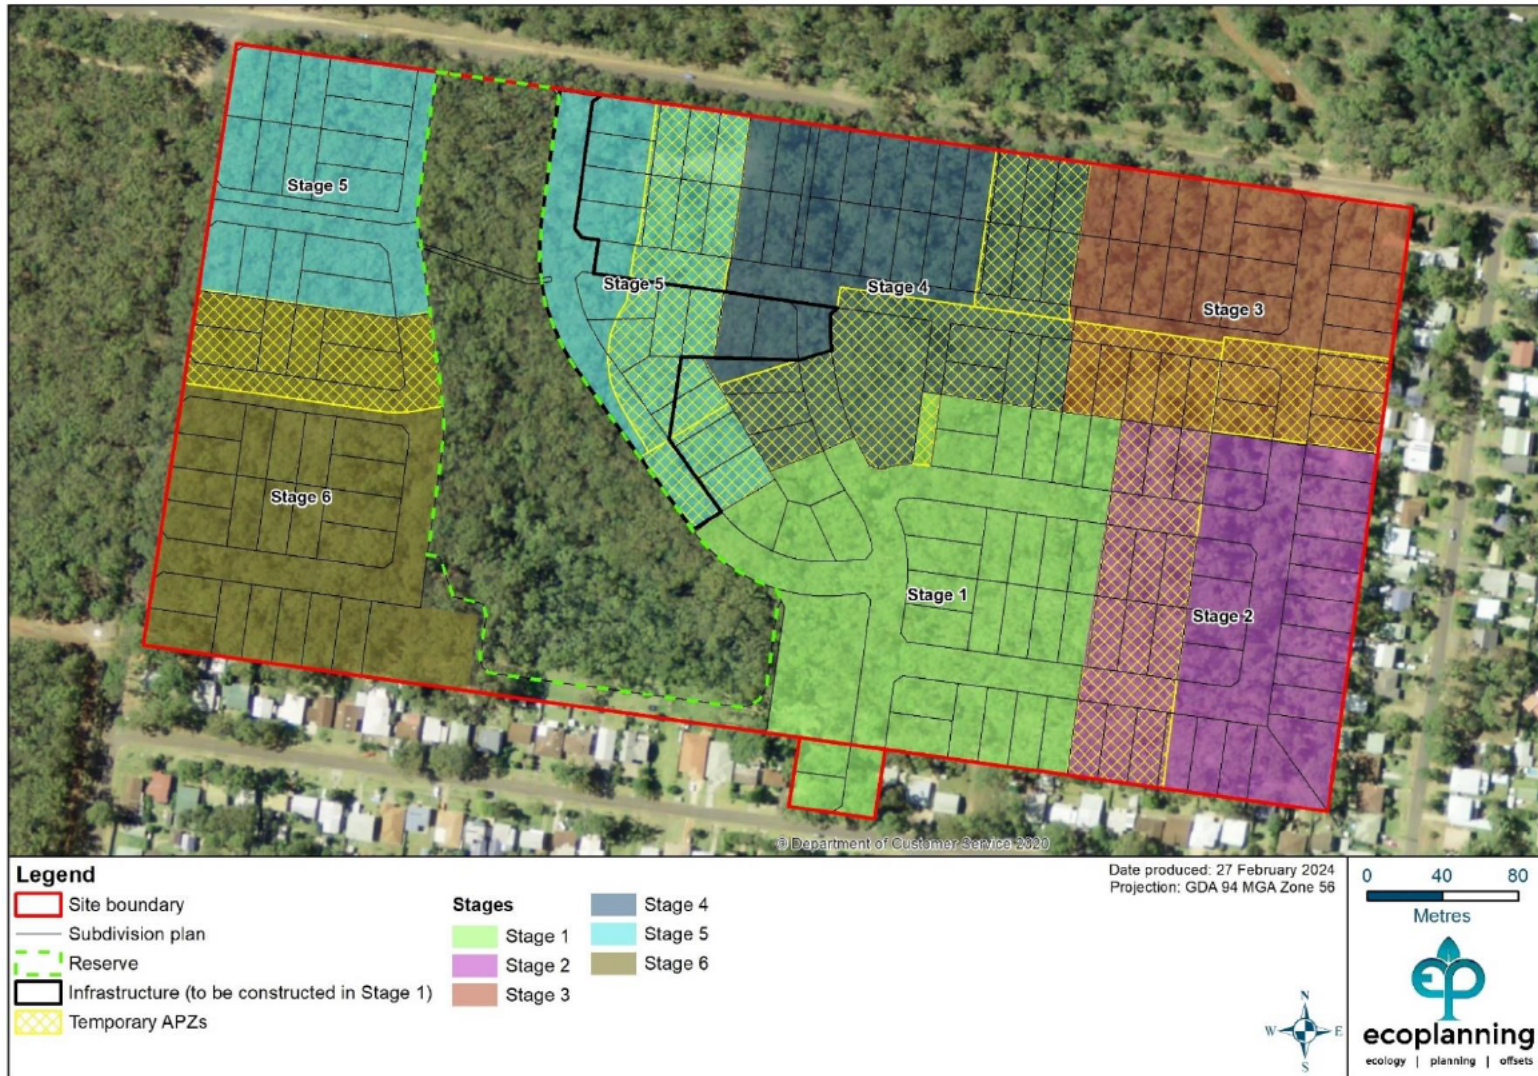 Stage 5
Stage 5
Stage 4
Stage 3
Stage 6
Stage 1
Stage 2
© Department of Customer Service 2020
Legend
Site boundary
Subdivision plan
Reserve
Infrastructure (to be constructed in Stage 1)
Temporary APZs
Stages
Stage 1
Stage 2
Stage 3
Stage 4
Stage 5
Stage 6
Date produced: 27 February 2024
Projection: GDA 94 MGA Zone 56
0 40 80
Metres
N
W E
S
ep
ecoplanning
ecology | planning | offsets